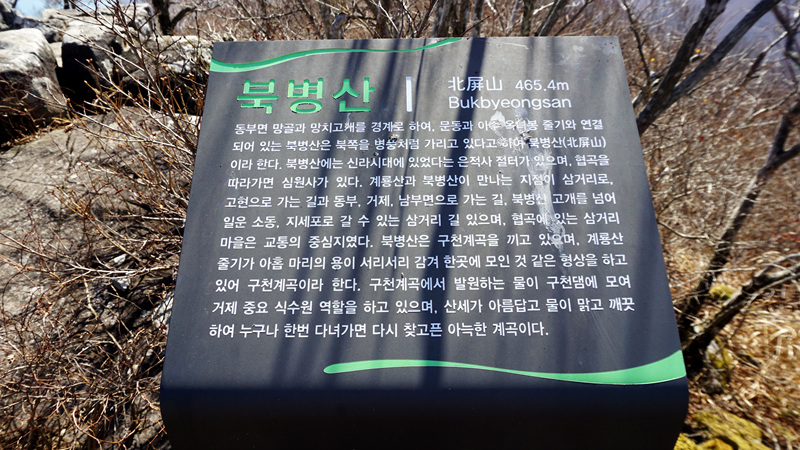 북병산 | 北屛山 465.4m
Bukbyeongsan
동부면 망골과 망치고개를 경계로 하여, 문동과 아주 옥녀봉 줄기와 연결
되어 있는 북병산은 북쪽을 병풍처럼 가리고 있다고 하여 북병산(北屛山)
이라 한다. 북병산에는 신라시대에 있었다는 은적사 절터가 있으며, 협곡을
따라가면 심원사가 있다. 계룡산과 북병산이 만나는 지점이 삼거리로,
고현으로 가는 길과 동부, 거제, 남부면으로 가는 길, 북병산 고개를 넘어
일운 소동, 지세포로 갈 수 있는 삼거리 길 있으며, 협곡에 있는 삼거리
마을은 교통의 중심지였다. 북병산은 구천계곡을 끼고 있으며, 계룡산
줄기가 아홉 마리의 용이 서리서리 감겨 한곳에 모인 것 같은 형상을 하고
있어 구천계곡이라 한다. 구천계곡에서 발원하는 물이 구천댐에 모여
거제 중요 식수원 역할을 하고 있으며, 산세가 아름답고 물이 맑고 깨끗
하여 누구나 한번 다녀가면 다시 찾고픈 아늑한 계곡이다.